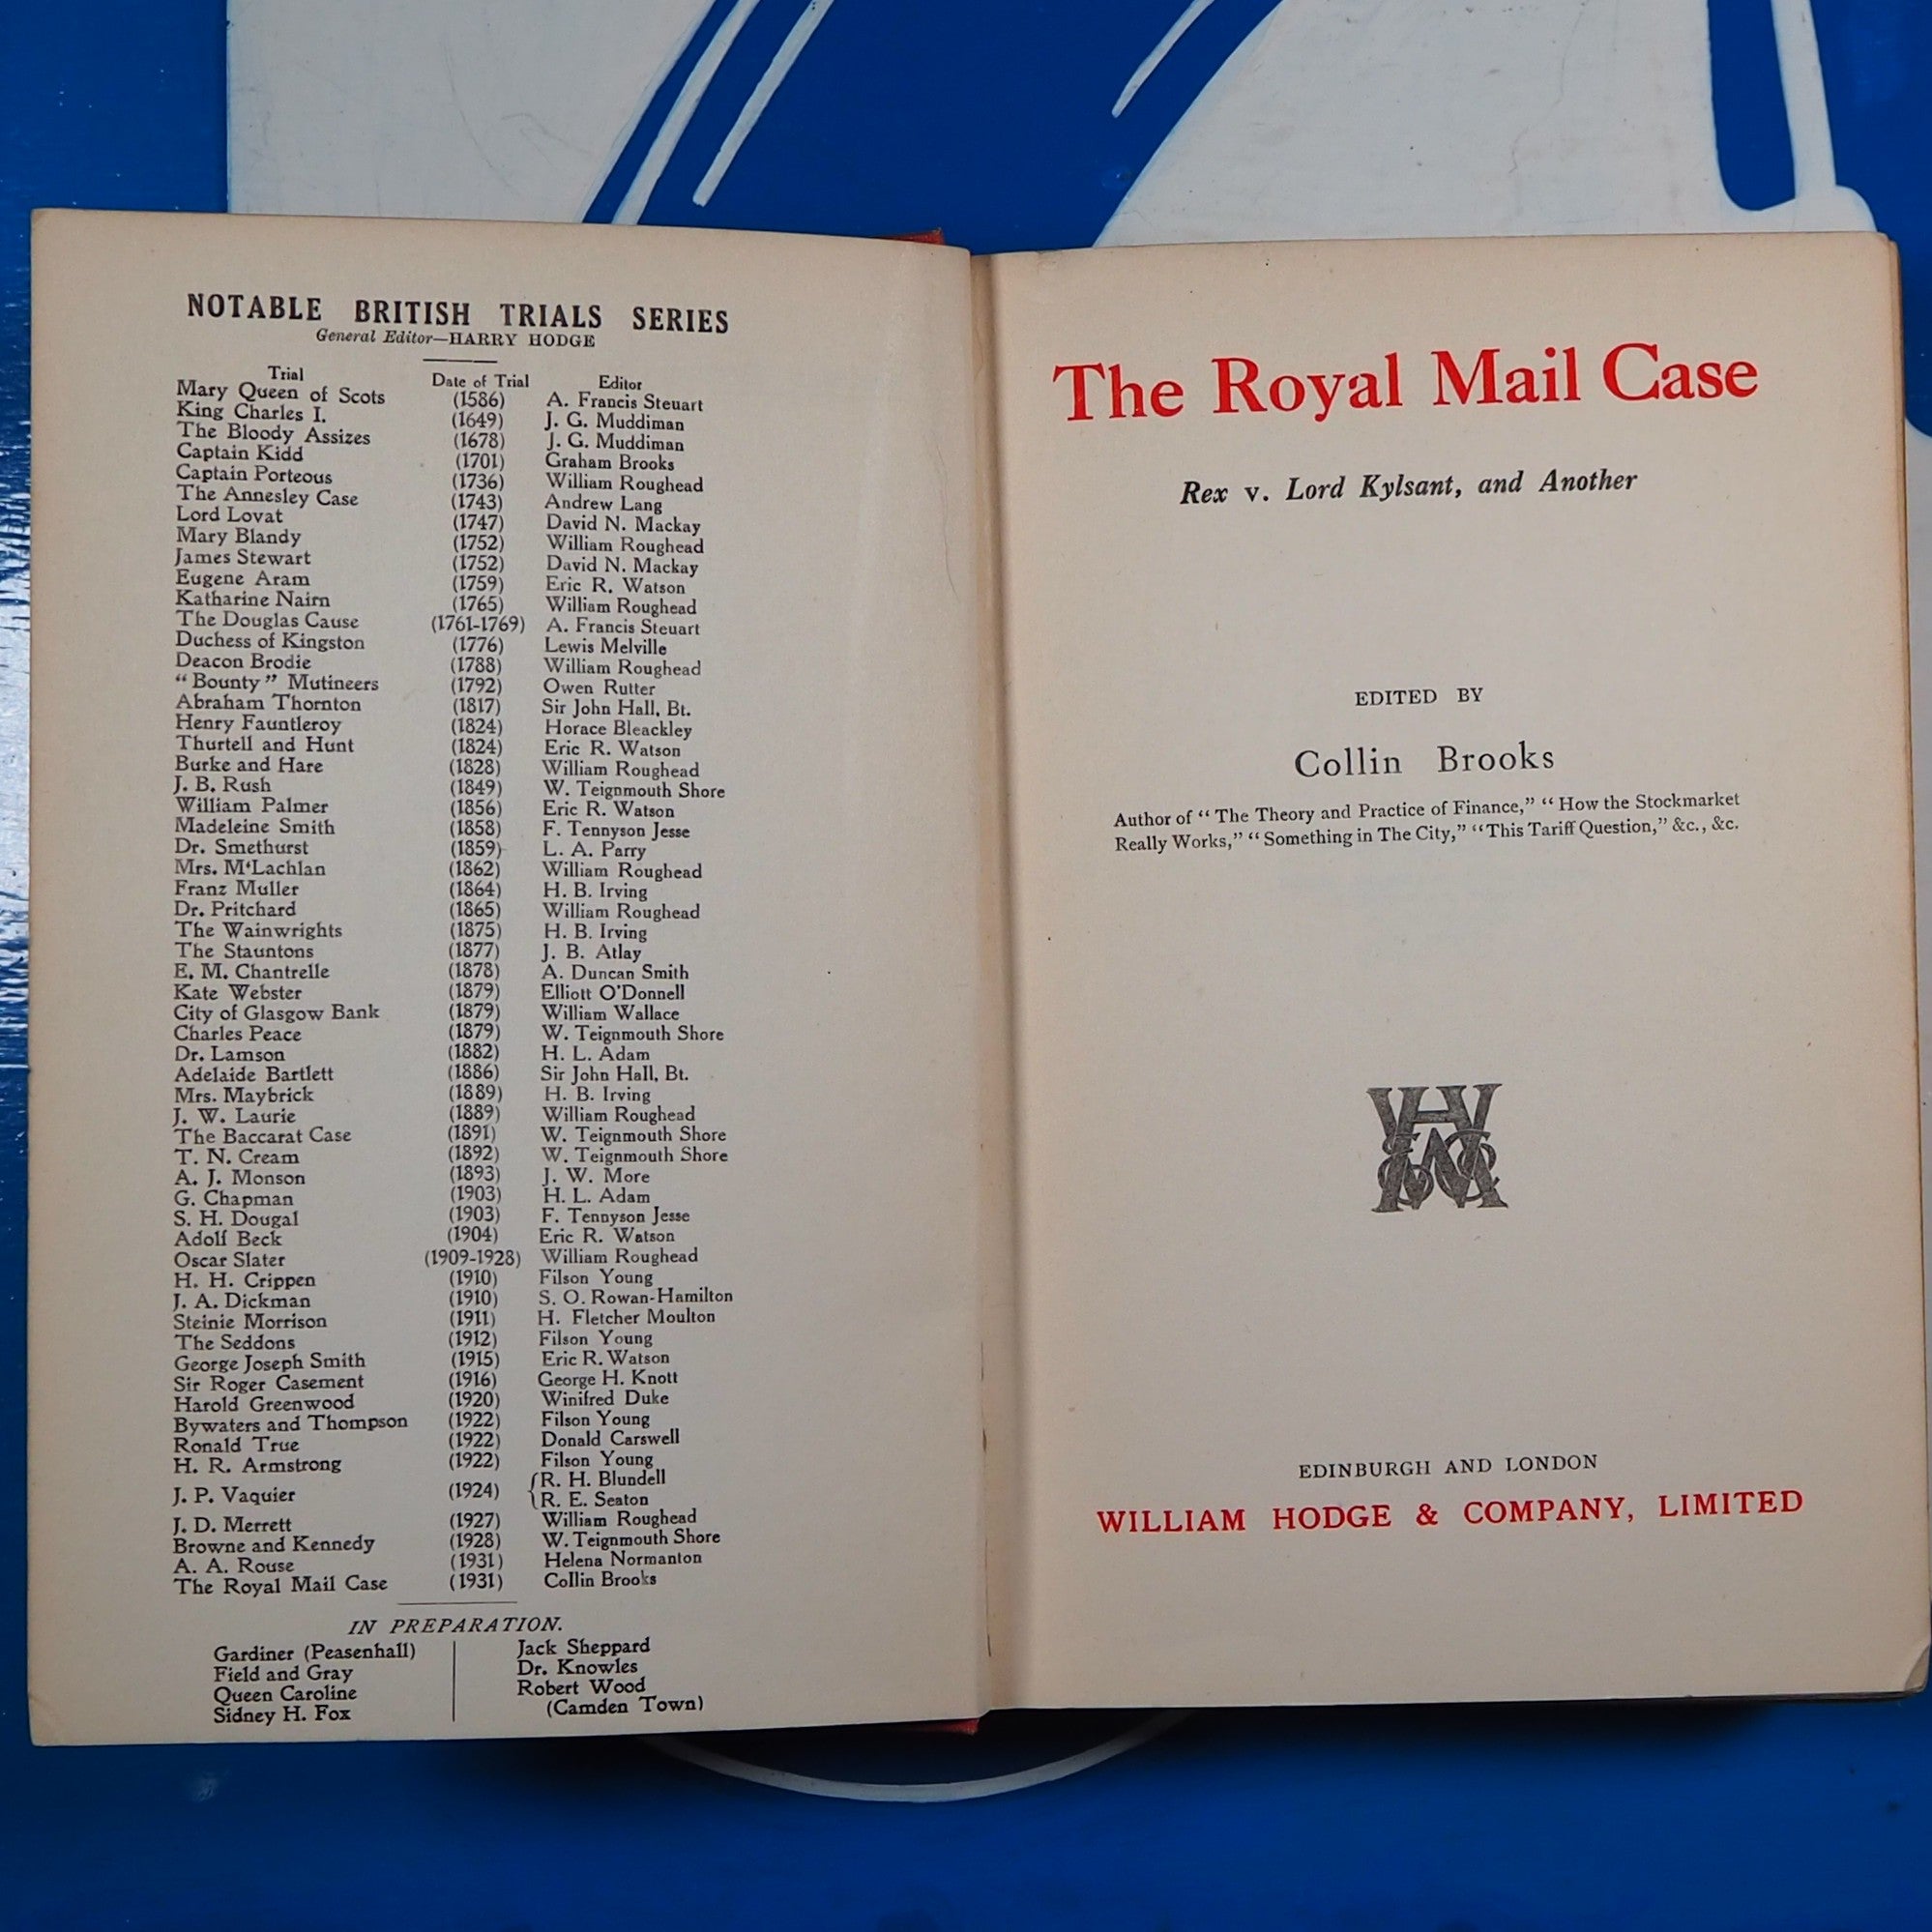 NOTABLE BRITISH TRIALS SERIES
General Editor—HARRY HODGE
Trial Date of Trial Editor
Mary Queen of Scots (1586) A. Francis Steuart
King Charles I. (1649) J. G. Muddiman
The Bloody Assizes (1678) J. G. Muddiman
Captain Kidd (1701) Graham Brooks
Captain Porteous (1736) William Roughead
The Annesley Case (1743) Andrew Lang
Lord Lovat (1747) David N. Mackay
Mary Blandy (1752) William Roughead
James Stewart (1752) David N. Mackay
Eugene Aram (1759) Eric R. Watson
Katharine Nairn (1765) William Roughead
The Douglas Cause (1761-1769) A. Francis Steuart
Duchess of Kingston (1776) Lewis Melville
Deacon Brodie (1788) William Roughead
“Bounty” Mutineers (1792) Owen Rutter
Abraham Thornton (1817) Sir John Hall, Bt.
Henry Fauntleroy (1824) Horace Bleackley
Thurtell and Hunt (1824) Eric R. Watson
Burke and Hare (1828) William Roughead
J. B. Rush (1849) W. Teignmouth Shore
William Palmer (1856) Eric R. Watson
Madeleine Smith (1858) F. Tennyson Jesse
Dr. Smethurst (1859) L. A. Parry
Mrs. M‘Lachlan (1862) William Roughead
Franz Muller (1864) H. B. Irving
Dr. Pritchard (1865) William Roughead
The Wainwrights (1875) H. B. Irving
The Stauntons (1877) J. B. Atlay
E. M. Chantrelle (1878) A. Duncan Smith
Kate Webster (1879) Elliott O'Donnell
City of Glasgow Bank (1879) William Wallace
Charles Peace (1879) W. Teignmouth Shore
Dr. Lamson (1882) H. L. Adam
Adelaide Bartlett (1886) Sir John Hall, Bt.
Mrs. Maybrick (1889) H. B. Irving
J. W. Laurie (1889) William Roughead
The Baccarat Case (1891) W. Teignmouth Shore
T. N. Cream (1892) W. Teignmouth Shore
A. J. Monson (1893) J. W. More
G. Chapman (1903) H. L. Adam
S. H. Dougal (1903) F. Tennyson Jesse
Adolf Beck (1904) Eric R. Watson
Oscar Slater (1909-1928) William Roughead
H. H. Crippen (1910) Filson Young
J. A. Dickman (1910) S. O. Rowan-Hamilton
Steinie Morrison (1911) H. Fletcher Moulton
The Seddons (1912) Filson Young
George Joseph Smith (1915) Eric R. Watson
Sir Roger Casement (1916) George H. Knott
Harold Greenwood (1920) Winifred Duke
Bywaters and Thompson (1922) Filson Young
Ronald True (1922) Donald Carswell
H. R. Armstrong (1922) Filson Young
J. P. Vaquier (1924) {R. H. Blundell
R. E. Seaton
J. D. Merrett (1927) William Roughead
Browne and Kennedy (1928) W. Teignmouth Shore
A. A. Rouse (1931) Helena Normanton
The Royal Mail Case (1931) Collin Brooks
IN PREPARATION.
Gardiner (Peasenhall)
Field and Gray
Queen Caroline
Sidney H. Fox
Jack Sheppard
Dr. Knowles
Robert Wood
(Camden Town)
The Royal Mail Case
Rex v. Lord Kylsant, and Another
EDITED BY
Collin Brooks
Author of “The Theory and Practice of Finance,” “How the Stockmarket
Really Works,” “Something in The City,” “This Tariff Question,” &c., &c.
EDINBURGH AND LONDON
WILLIAM HODGE & COMPANY, LIMITED